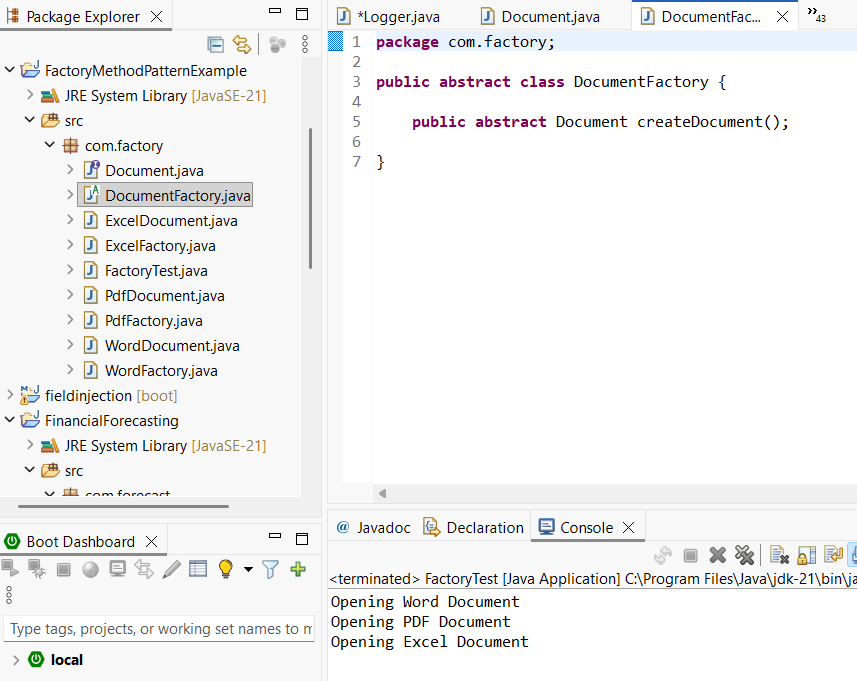 Package Explorer
FactoryMethodPatternExample
JRE System Library [JavaSE-21]
src
com.factory
Document.java
DocumentFactory.java
ExcelDocument.java
ExcelFactory.java
FactoryTest.java
PdfDocument.java
PdfFactory.java
WordDocument.java
WordFactory.java
fieldinjection [boot]
FinancialForecasting
JRE System Library [JavaSE-21]
src
com.forecast
Boot Dashboard
Type tags, projects, or working set names to m
local
*Logger.java Document.java DocumentFac... 43
1 package com.factory;
2
3 public abstract class DocumentFactory {
4
5 public abstract Document createDocument();
6
7 }
@ Javadoc Declaration Console
<terminated> FactoryTest [Java Application] C:\Program Files\Java\jdk-21\bin\ja
Opening Word Document
Opening PDF Document
Opening Excel Document